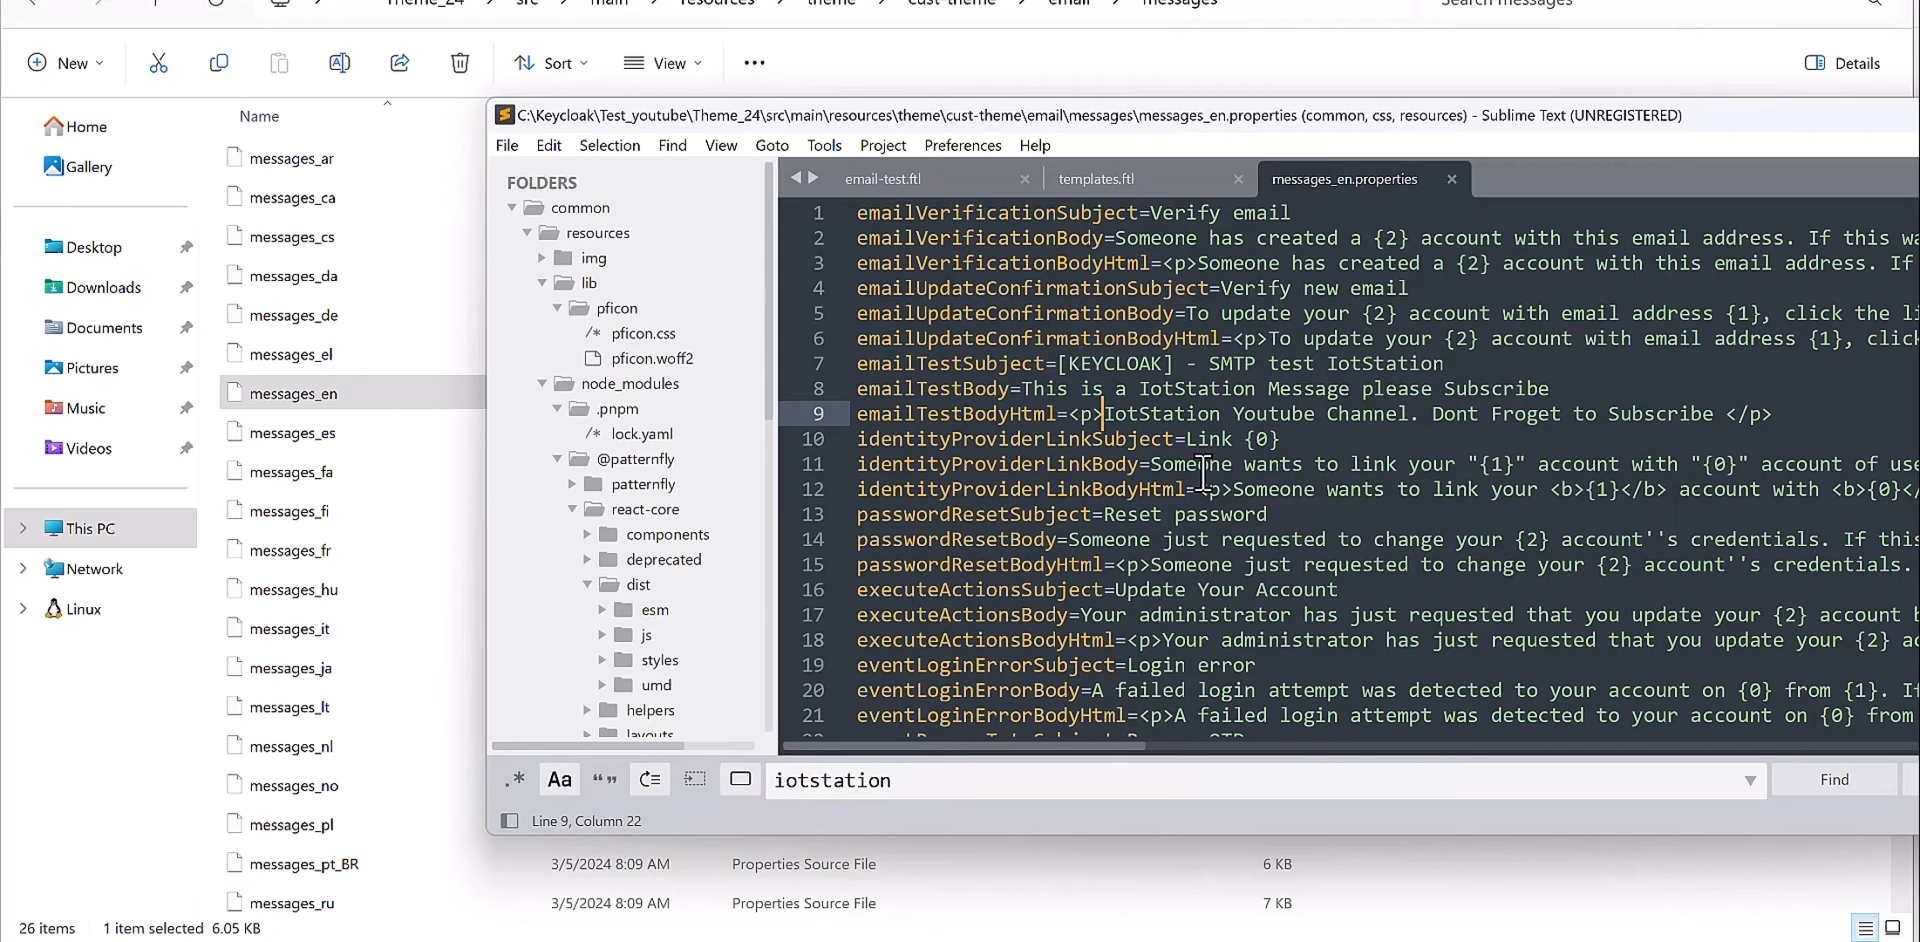 Theme_24 src main resources theme cust-theme email messages Search messages
New Sort View ••• Details
Home
Gallery
Desktop
Downloads
Documents
Pictures
Music
Videos
This PC
Network
Linux
Name
messages_ar
messages_ca
messages_cs
messages_da
messages_de
messages_el
messages_en
messages_es
messages_fa
messages_fi
messages_fr
messages_hu
messages_it
messages_ja
messages_lt
messages_nl
messages_no
messages_pl
messages_pt_BR 3/5/2024 8:09 AM Properties Source File 6 KB
messages_ru 3/5/2024 8:09 AM Properties Source File 7 KB
26 items 1 item selected 6.05 KB
C:\Keycloak\Test_youtube\Theme_24\src\main\resources\theme\cust-theme\email\messages\messages_en.properties (common, css, resources) - Sublime Text (UNREGISTERED)
File Edit Selection Find View Goto Tools Project Preferences Help
FOLDERS
common
resources
img
lib
pficon
/* pficon.css
pficon.woff2
node_modules
.pnpm
/* lock.yaml
@patternfly
patternfly
react-core
components
deprecated
dist
esm
js
styles
umd
helpers
layouts
email-test.ftl templates.ftl messages_en.properties
1 emailVerificationSubject=Verify email
2 emailVerificationBody=Someone has created a {2} account with this email address. If this wa
3 emailVerificationBodyHtml=<p>Someone has created a {2} account with this email address. If
4 emailUpdateConfirmationSubject=Verify new email
5 emailUpdateConfirmationBody=To update your {2} account with email address {1}, click the li
6 emailUpdateConfirmationBodyHtml=<p>To update your {2} account with email address {1}, click
7 emailTestSubject=[KEYCLOAK] - SMTP test IotStation
8 emailTestBody=This is a IotStation Message please Subscribe
9 emailTestBodyHtml=<p>IotStation Youtube Channel. Dont Froget to Subscribe </p>
10 identityProviderLinkSubject=Link {0}
11 identityProviderLinkBody=Someone wants to link your "{1}" account with "{0}" account of use
12 identityProviderLinkBodyHtml=<p>Someone wants to link your <b>{1}</b> account with <b>{0}</
13 passwordResetSubject=Reset password
14 passwordResetBody=Someone just requested to change your {2} account''s credentials. If this
15 passwordResetBodyHtml=<p>Someone just requested to change your {2} account''s credentials.
16 executeActionsSubject=Update Your Account
17 executeActionsBody=Your administrator has just requested that you update your {2} account b
18 executeActionsBodyHtml=<p>Your administrator has just requested that you update your {2} ac
19 eventLoginErrorSubject=Login error
20 eventLoginErrorBody=A failed login attempt was detected to your account on {0} from {1}. If
21 eventLoginErrorBodyHtml=<p>A failed login attempt was detected to your account on {0} from
.* Aa “” iotstation Find
Line 9, Column 22